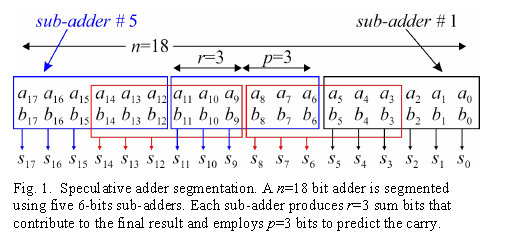 sub-adder # 5 sub-adder # 1
n=18
r=3 p=3
a17 a16 a15 a14 a13 a12 a11 a10 a9 a8 a7 a6 a5 a4 a3 a2 a1 a0
b17 b16 b15 b14 b13 b12 b11 b10 b9 b8 b7 b6 b5 b4 b3 b2 b1 b0
s17 s16 s15 s14 s13 s12 s11 s10 s9 s8 s7 s6 s5 s4 s3 s2 s1 s0
Fig. 1. Speculative adder segmentation. A n=18 bit adder is segmented
using five 6-bits sub-adders. Each sub-adder produces r=3 sum bits that
contribute to the final result and employs p=3 bits to predict the carry.